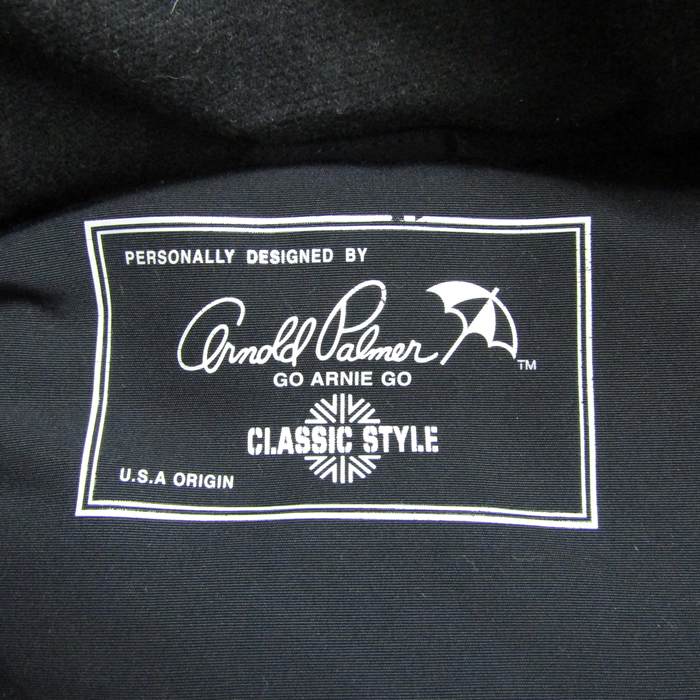 PERSONALLY DESIGNED BY
Arnold Palmer
TM
GO ARNIE GO
CLASSIC STYLE
U.S.A ORIGIN